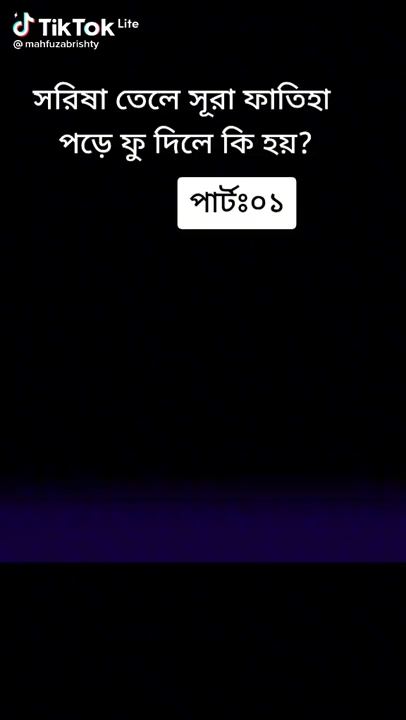 TikTok Lite
@ mahfuzabrishty
সরিষা তেলে সূরা ফাতিহা
পড়ে ফু দিলে কি হয়?
পার্টঃ০১